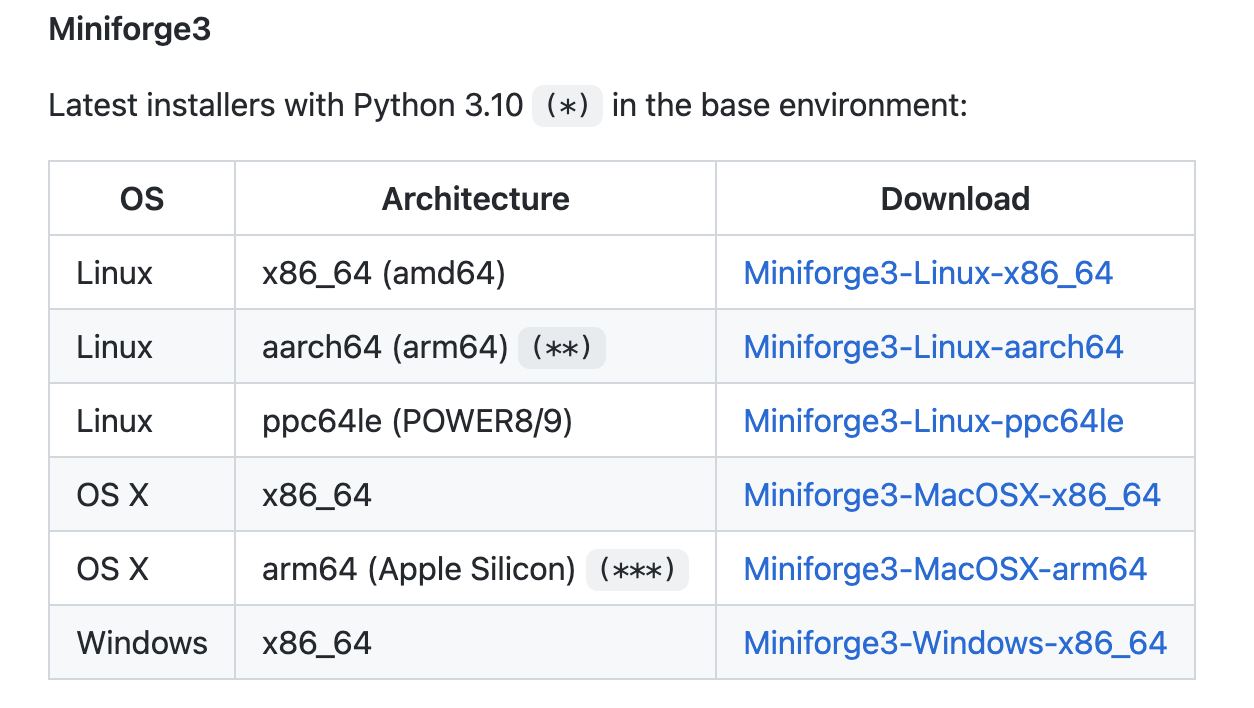 Miniforge3
Latest installers with Python 3.10 (*) in the base environment:
OS Architecture Download
Linux x86_64 (amd64) Miniforge3-Linux-x86_64
Linux aarch64 (arm64) (**) Miniforge3-Linux-aarch64
Linux ppc64le (POWER8/9) Miniforge3-Linux-ppc64le
OS X x86_64 Miniforge3-MacOSX-x86_64
OS X arm64 (Apple Silicon) (***) Miniforge3-MacOSX-arm64
Windows x86_64 Miniforge3-Windows-x86_64